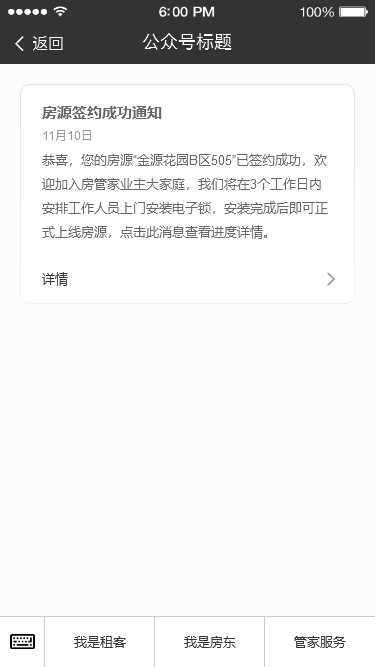 6:00 PM 100%
返回 公众号标题
房源签约成功通知
11月10日
恭喜，您的房源“金源花园B区505”已签约成功，欢
迎加入房管家业主大家庭，我们将在3个工作日内
安排工作人员上门安装电子锁，安装完成后即可正
式上线房源，点击此消息查看进度详情。
详情
我是租客 我是房东 管家服务